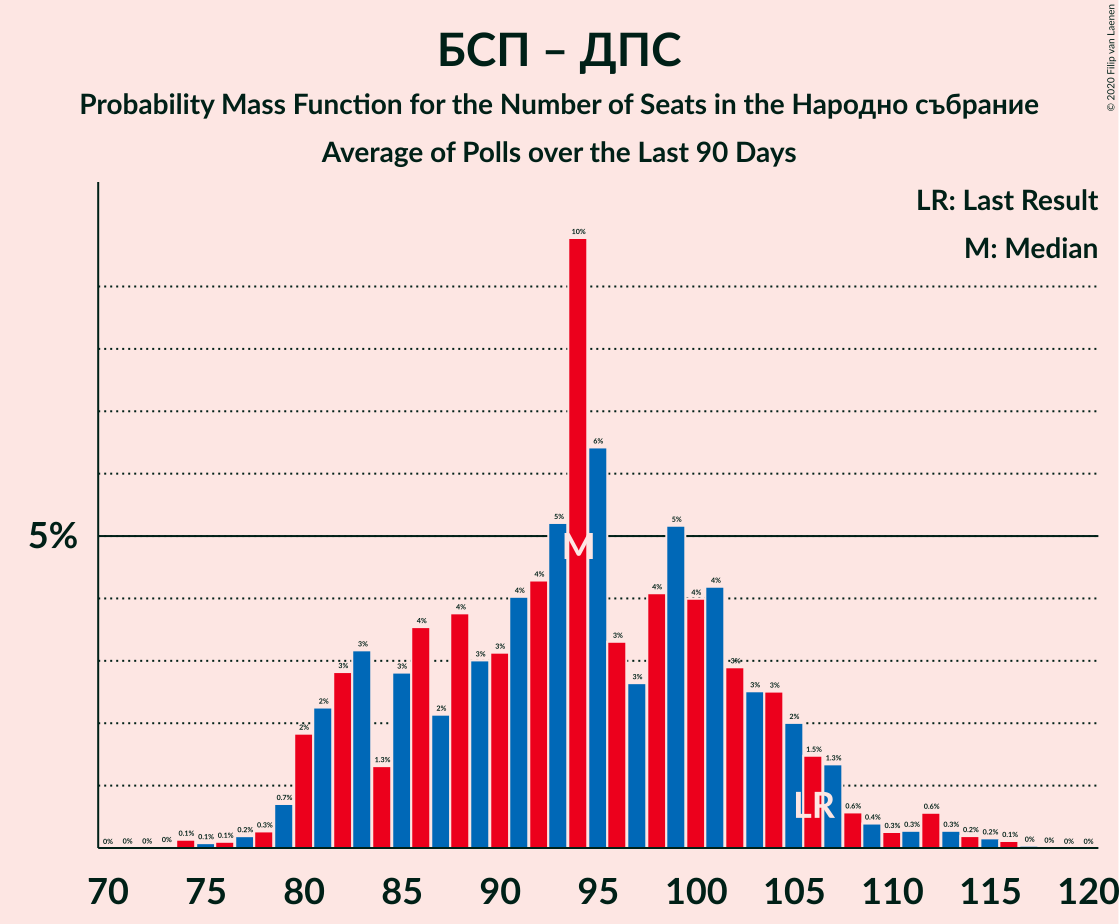 БСП – ДПС
Probability Mass Function for the Number of Seats in the Народно събрание
Average of Polls over the Last 90 Days
© 2020 Filip van Laenen
LR: Last Result
M: Median
5%
0% 0% 0% 0% 0.1% 0.1% 0.1% 0.2% 0.3% 0.7% 2% 2% 3% 3% 1.3% 3% 4% 2% 4% 3% 3% 4% 4% 5% 10% 6% 3% 3% 4% 5% 4% 4% 3% 3% 3% 2% 1.5% 1.3% 0.6% 0.4% 0.3% 0.3% 0.6% 0.3% 0.2% 0.2% 0.1% 0% 0% 0% 0%
M
LR
70 75 80 85 90 95 100 105 110 115 120